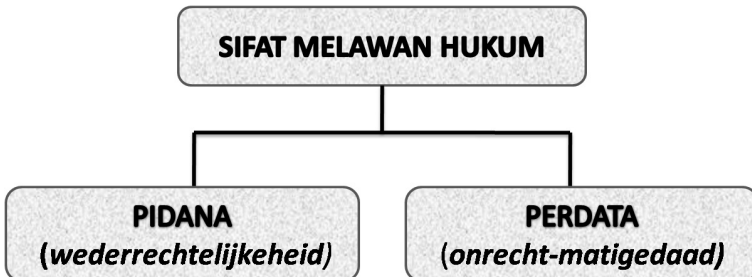 SIFAT MELAWAN HUKUM
PIDANA
(wederrechtelijkeheid)
PERDATA
(onrecht-matigedaad)